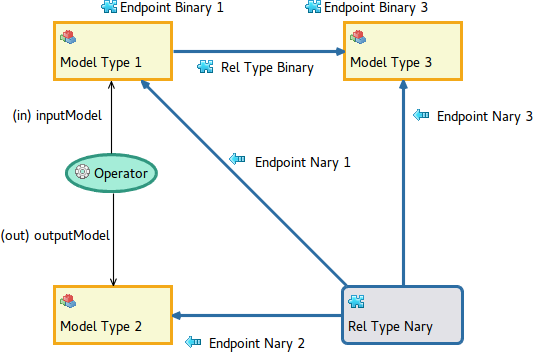 Endpoint Binary 1
Endpoint Binary 3
Model Type 1
Rel Type Binary
Model Type 3
(in) inputModel
Endpoint Nary 3
Endpoint Nary 1
Operator
(out) outputModel
Model Type 2
Rel Type Nary
Endpoint Nary 2